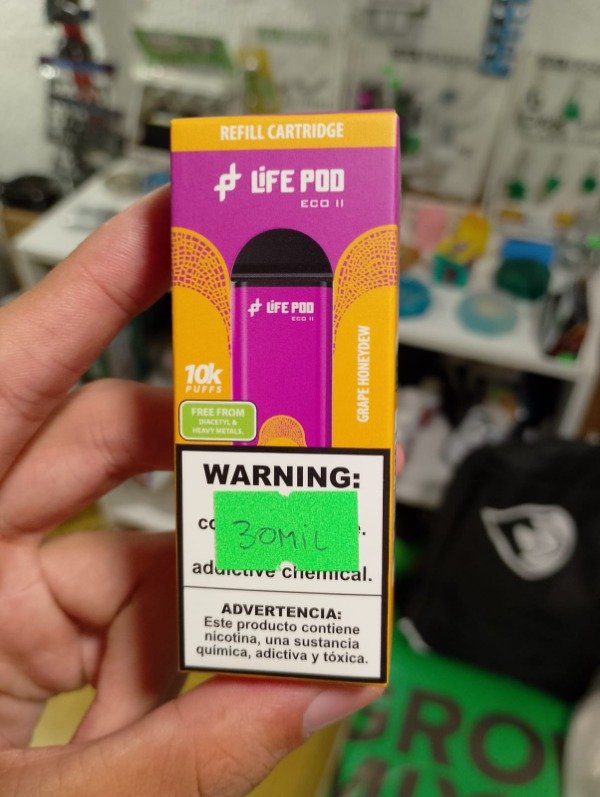 REFILL CARTRIDGE
LIFE POD
ECO II
LIFE POD
ECO II
10k
PUFFS
GRAPE HONEYDEW
FREE FROM
DIACETYL &
HEAVY METALS.
WARNING:
30MIL
addictive chemical.
ADVERTENCIA:
Este producto contiene
nicotina, una sustancia
química, adictiva y tóxica.
GRO